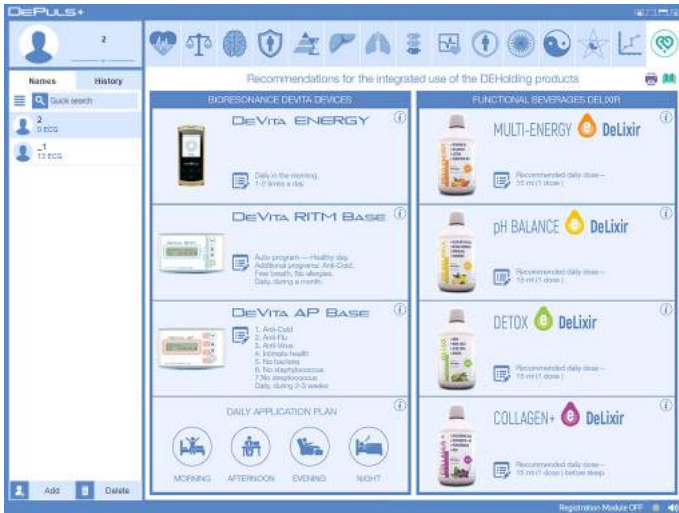 DEPULS+
2
Names History
Quick search
2
0 ECG
_1
13 ECG
Add Delete
Recommendations for the integrated use of the DEHolding products
BIORESONANCE DEVITA DEVICES
DEVITA ENERGY
Daily in the morning,
1-2 times a day
DEVITA RITM BASE
Auto program — Healthy day.
Additional programs: Anti-Cold,
Free breath, No allergies.
Daily, during a month.
DEVITA AP BASE
1. Anti-Cold
2. Anti-Flu
3. Anti-Virus
4. Intimate health
5. No bacteria
6. No staphylococcus
7.No streptococcus
Daily, during 2-3 weeks
DAILY APPLICATION PLAN
MORNING AFTERNOON EVENING NIGHT
FUNCTIONAL BEVERAGES DELIXIR
MULTI-ENERGY e DeLixir
Recommended daily dose –
15 ml (1 dose )
pH BALANCE e DeLixir
Recommended daily dose –
15 ml (1 dose )
DETOX e DeLixir
Recommended daily dose –
15 ml (1 dose )
COLLAGEN+ e DeLixir
Recommended daily dose –
15 ml (1 dose ) before sleep
Registration Module OFF